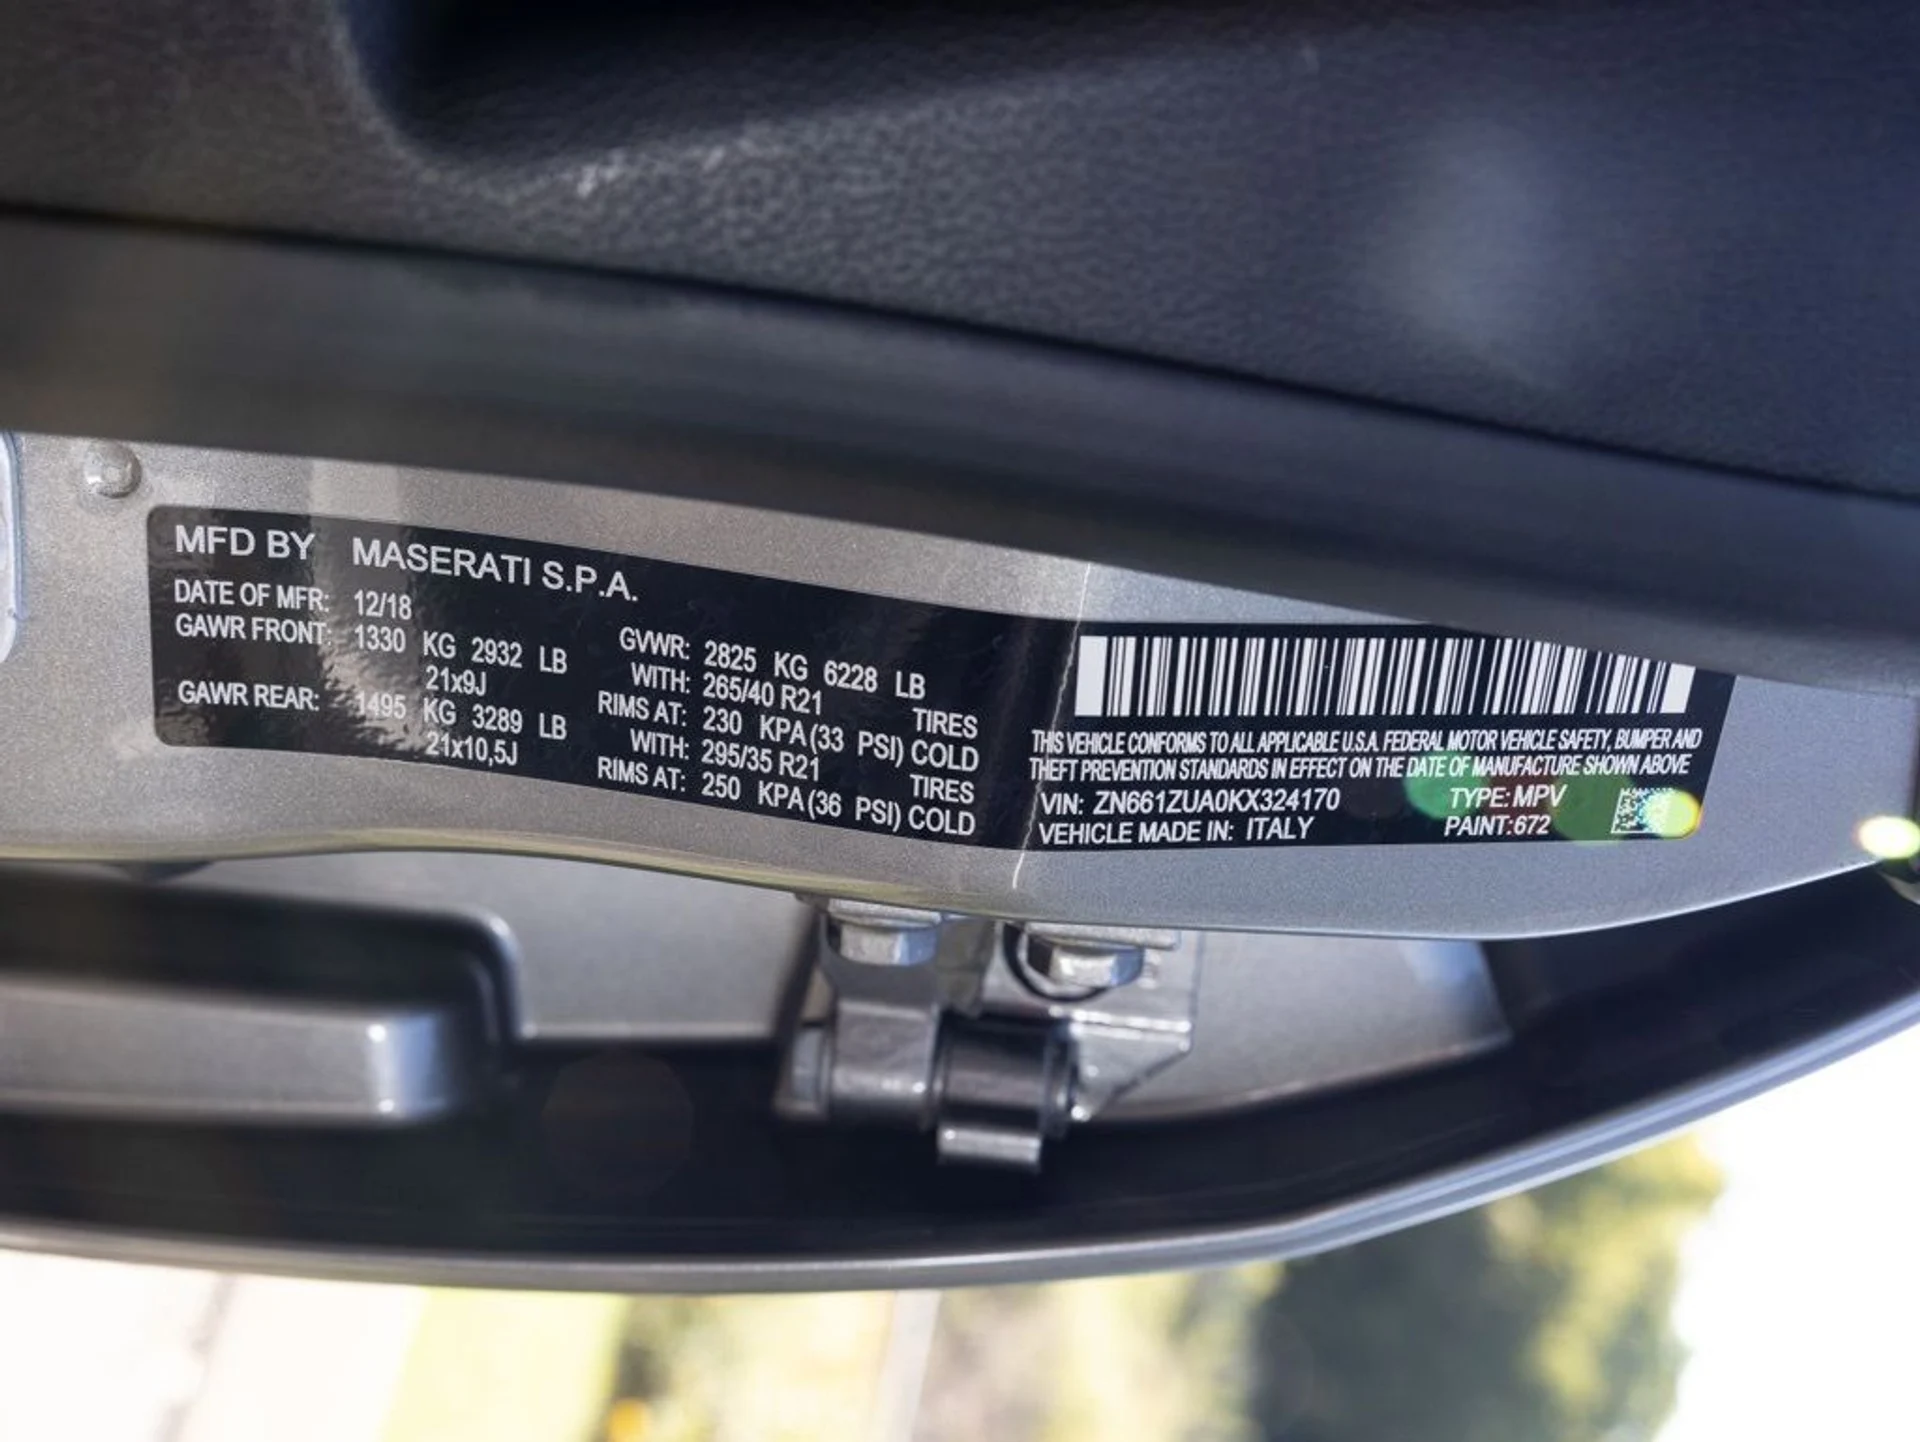 MFD BY MASERATI S.P.A.
DATE OF MFR: 12/18
GAWR FRONT: 1330 KG 2932 LB
21x9J
GAWR REAR: 1495 KG 3289 LB
21x10,5J
GVWR: 2825 KG 6228 LB
WITH: 265/40 R21 TIRES
RIMS AT: 230 KPA (33 PSI) COLD
WITH: 295/35 R21 TIRES
RIMS AT: 250 KPA (36 PSI) COLD
THIS VEHICLE CONFORMS TO ALL APPLICABLE U.S.A. FEDERAL MOTOR VEHICLE SAFETY, BUMPER AND
THEFT PREVENTION STANDARDS IN EFFECT ON THE DATE OF MANUFACTURE SHOWN ABOVE
VIN: ZN661ZUA0KX324170 TYPE: MPV
VEHICLE MADE IN: ITALY PAINT:672